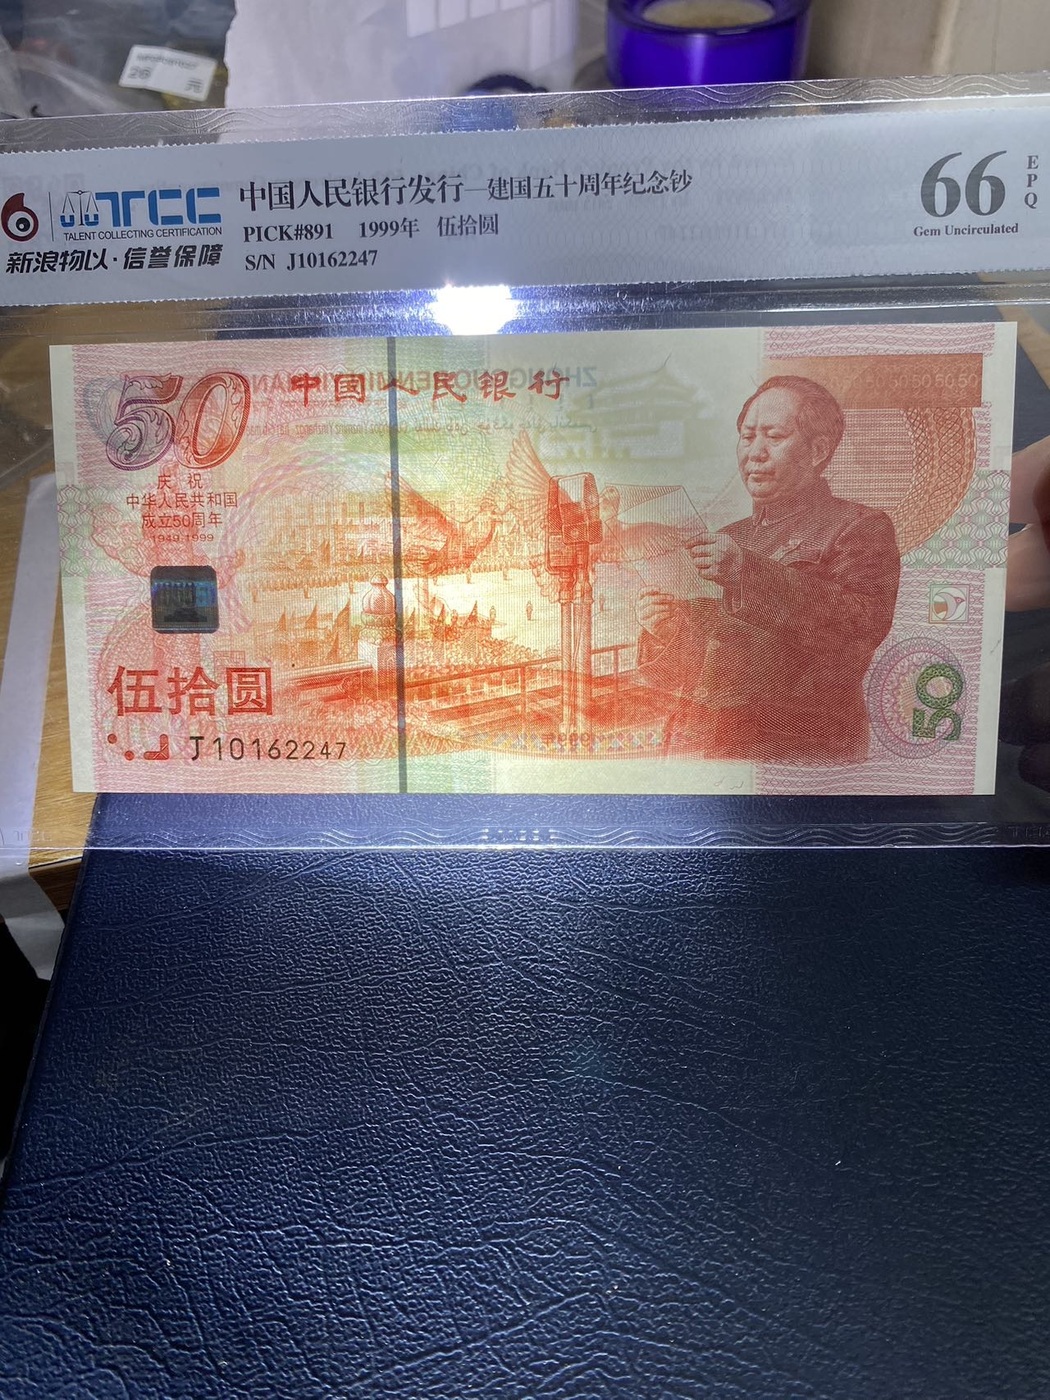 26
元
TCC
TALENT COLLECTING CERTIFICATION
新浪物以·信誉保障
中国人民银行发行—建国五十周年纪念钞
PICK#891 1999年 伍拾圆
S/N J10162247
66
EPQ
Gem Uncirculated
50
中国人民银行
庆祝
中华人民共和国
成立50周年
1949-1999
伍拾圆
J10162247
50